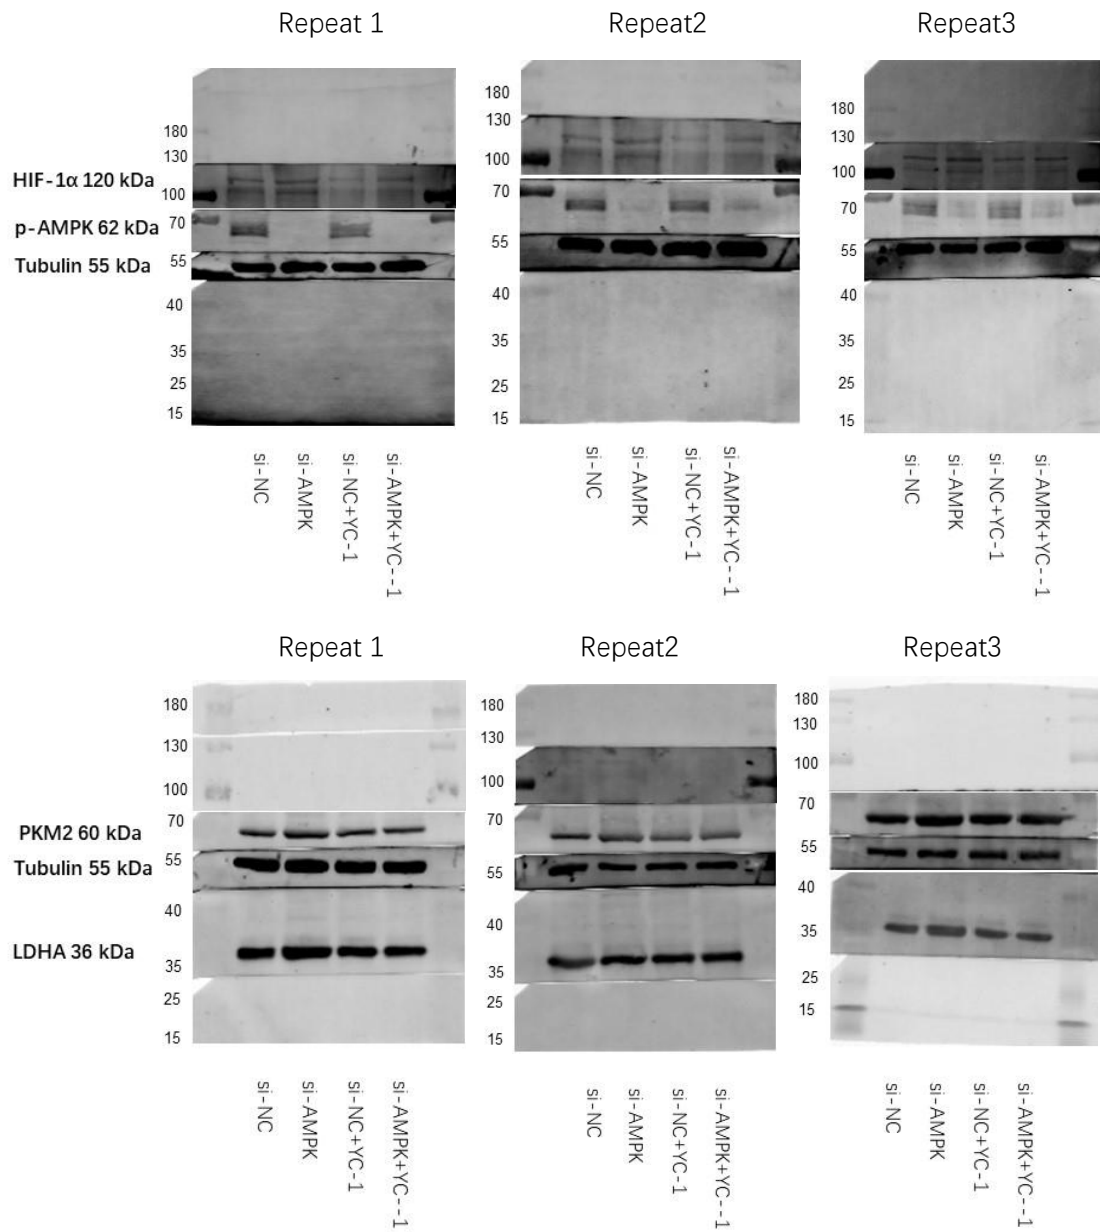 Repeat 1
Repeat2
Repeat3
180
130
HIF-1α 120 kDa
100
p-AMPK 62 kDa
70
Tubulin 55 kDa
55
40
35
25
15
180
130
100
70
55
40
35
25
15
180
130
100
70
55
40
35
25
15
si-NC
si-AMPK
si-NC+YC-1
si-AMPK+YC--1
si-NC
si-AMPK
si-NC+YC-1
si-AMPK+YC--1
si-NC
si-AMPK
si-NC+YC-1
si-AMPK+YC--1
Repeat 1
Repeat2
Repeat3
180
130
100
70
PKM2 60 kDa
Tubulin 55 kDa
55
40
LDHA 36 kDa
35
25
15
180
130
100
70
55
40
35
25
15
180
130
100
70
55
40
35
25
15
si-NC
si-AMPK
si-NC+YC-1
si-AMPK+YC--1
si-NC
si-AMPK
si-NC+YC-1
si-AMPK+YC--1
si-NC
si-AMPK
si-NC+YC-1
si-AMPK+YC--1